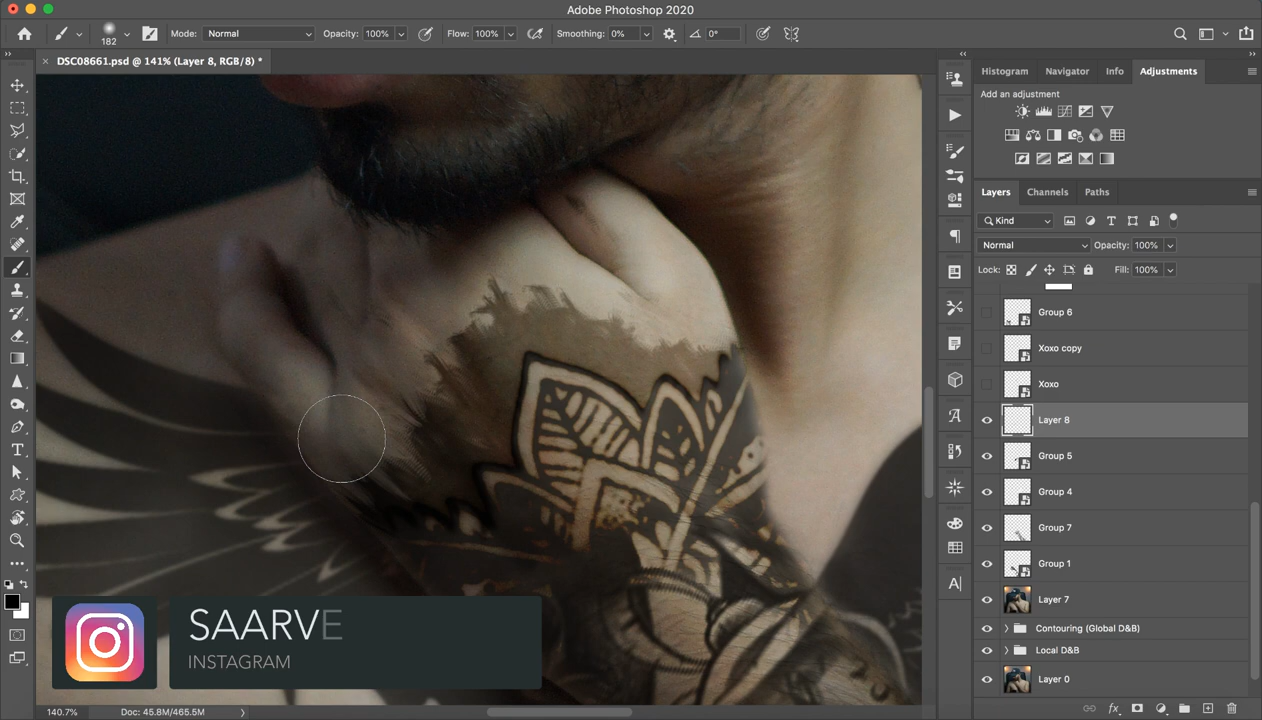 Adobe Photoshop 2020
182
Mode: Normal
Opacity: 100%
Flow: 100%
Smoothing: 0%
0°
× DSC08661.psd @ 141% (Layer 8, RGB/8) *
Histogram
Navigator
Info
Adjustments
Add an adjustment
Layers
Channels
Paths
Kind
Normal
Opacity: 100%
Lock:
Fill: 100%
Group 6
Xoxo copy
Xoxo
Layer 8
Group 5
Group 4
Group 7
Group 1
Layer 7
Contouring (Global D&B)
Local D&B
Layer 0
SAARVE
INSTAGRAM
140.7%
Doc: 45.8M/465.5M